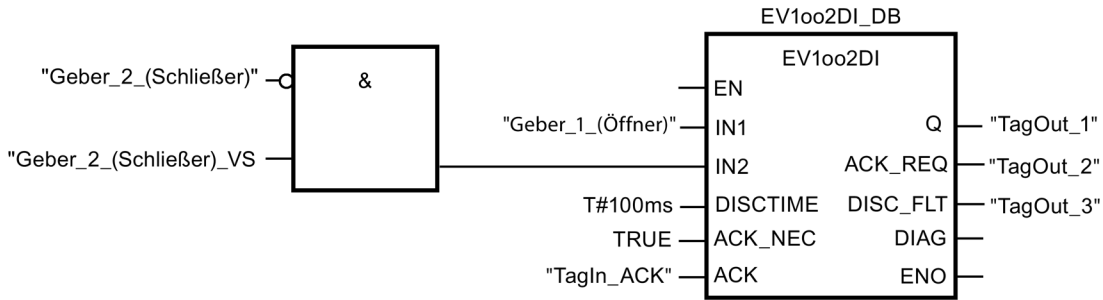 EV1oo2DI_DB
EV1oo2DI
"Geber_2_(Schließer)"
&
EN
"Geber_1_(Öffner)" IN1 Q "TagOut_1"
"Geber_2_(Schließer)_VS
IN2 ACK_REQ "TagOut_2"
T#100ms DISCTIME DISC_FLT "TagOut_3"
TRUE ACK_NEC DIAG
"TagIn_ACK" ACK ENO